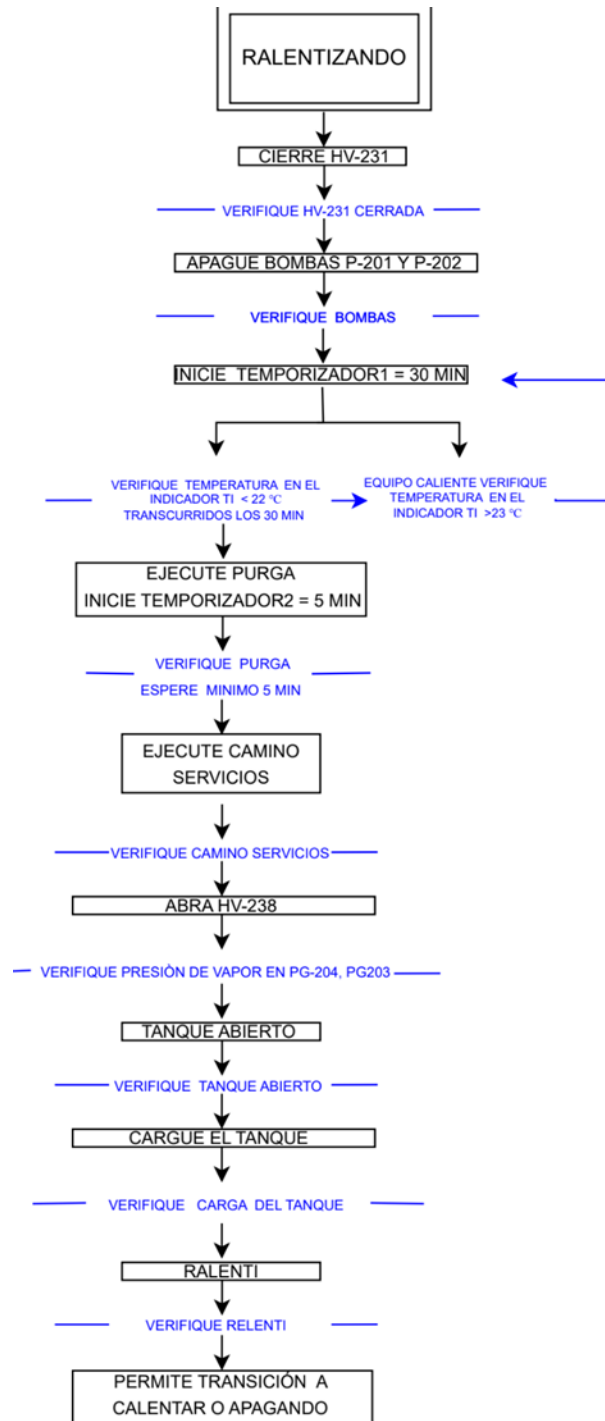 RALENTIZANDO
CIERRE HV-231
VERIFIQUE HV-231 CERRADA
APAGUE BOMBAS P-201 Y P-202
VERIFIQUE BOMBAS
INICIE TEMPORIZADOR1 = 30 MIN
VERIFIQUE TEMPERATURA EN EL
INDICADOR TI < 22 ℃
TRANSCURRIDOS LOS 30 MIN
EQUIPO CALIENTE VERIFIQUE
TEMPERATURA EN EL
INDICADOR TI >23 ℃
EJECUTE PURGA
INICIE TEMPORIZADOR2 = 5 MIN
VERIFIQUE PURGA
ESPERE MINIMO 5 MIN
EJECUTE CAMINO
SERVICIOS
VERIFIQUE CAMINO SERVICIOS
ABRA HV-238
VERIFIQUE PRESIÒN DE VAPOR EN PG-204, PG203
TANQUE ABIERTO
VERIFIQUE TANQUE ABIERTO
CARGUE EL TANQUE
VERIFIQUE CARGA DEL TANQUE
RALENTI
VERIFIQUE RELENTI
PERMITE TRANSICIÓN A
CALENTAR O APAGANDO